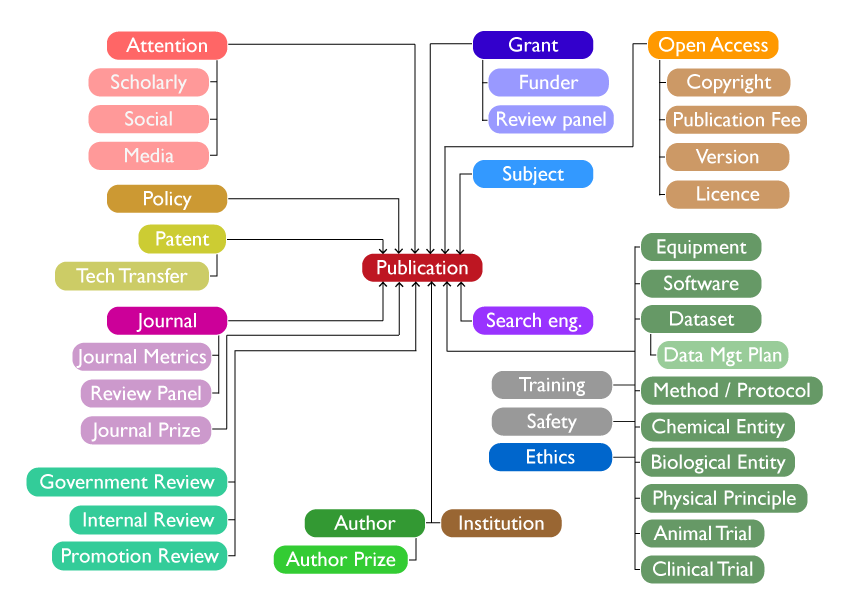 Attention
Scholarly
Social
Media
Policy
Patent
Tech Transfer
Journal
Journal Metrics
Review Panel
Journal Prize
Government Review
Internal Review
Promotion Review
Grant
Funder
Review panel
Subject
Publication
Search eng.
Training
Safety
Ethics
Author
Institution
Author Prize
Open Access
Copyright
Publication Fee
Version
Licence
Equipment
Software
Dataset
Data Mgt Plan
Method / Protocol
Chemical Entity
Biological Entity
Physical Principle
Animal Trial
Clinical Trial